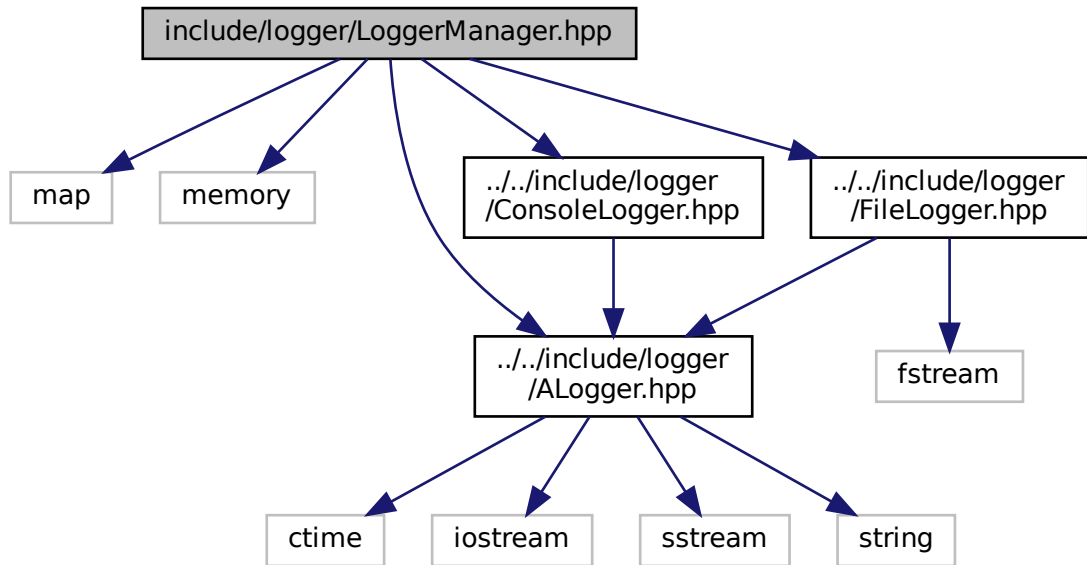 include/logger/LoggerManager.hpp
map
memory
../../include/logger
/ConsoleLogger.hpp
../../include/logger
/FileLogger.hpp
../../include/logger
/ALogger.hpp
fstream
ctime
iostream
sstream
string